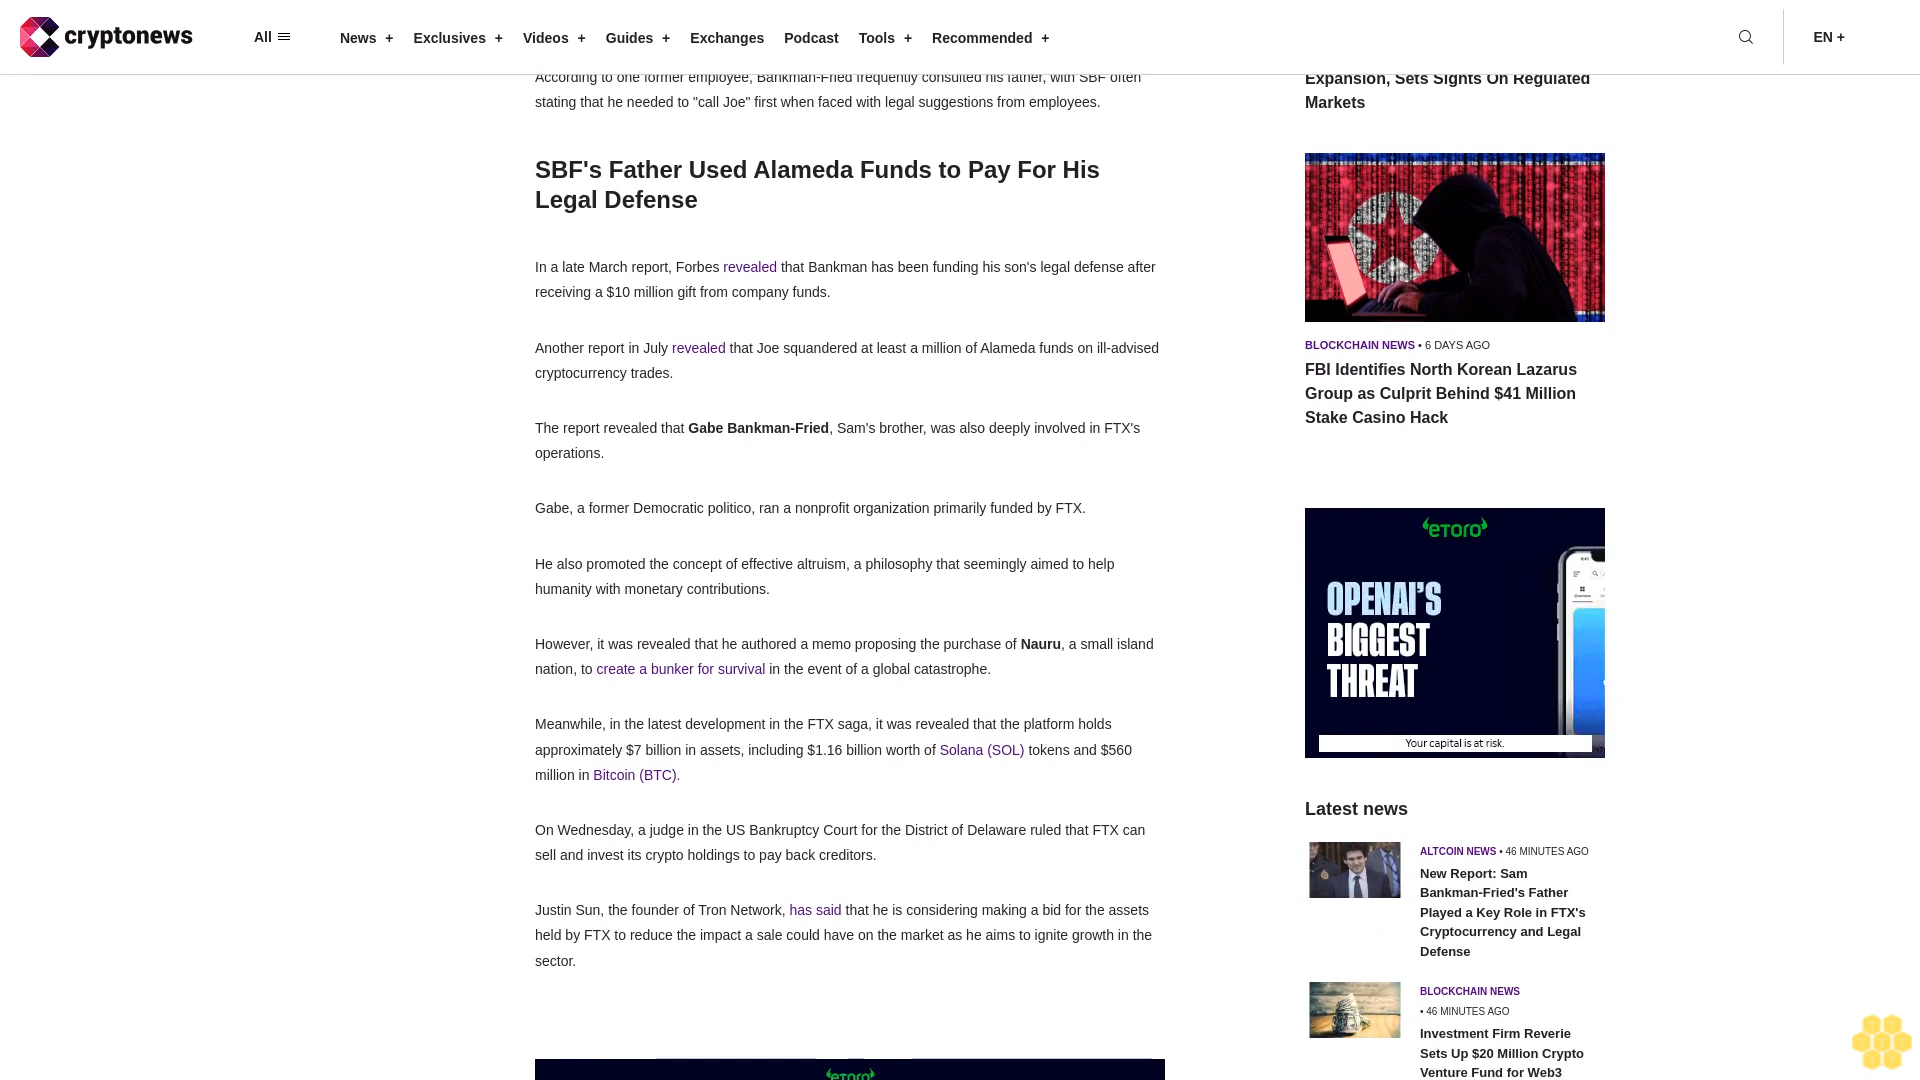 cryptonews
All
News +
Exclusives +
Videos +
Guides +
Exchanges
Podcast
Tools +
Recommended +
EN +
According to one former employee, Bankman-Fried frequently consulted his father, with SBF often
stating that he needed to "call Joe" first when faced with legal suggestions from employees.
SBF's Father Used Alameda Funds to Pay For His
Legal Defense
In a late March report, Forbes revealed that Bankman has been funding his son's legal defense after
receiving a $10 million gift from company funds.
Another report in July revealed that Joe squandered at least a million of Alameda funds on ill-advised
cryptocurrency trades.
The report revealed that Gabe Bankman-Fried, Sam's brother, was also deeply involved in FTX's
operations.
Gabe, a former Democratic politico, ran a nonprofit organization primarily funded by FTX.
He also promoted the concept of effective altruism, a philosophy that seemingly aimed to help
humanity with monetary contributions.
However, it was revealed that he authored a memo proposing the purchase of Nauru, a small island
nation, to create a bunker for survival in the event of a global catastrophe.
Meanwhile, in the latest development in the FTX saga, it was revealed that the platform holds
approximately $7 billion in assets, including $1.16 billion worth of Solana (SOL) tokens and $560
million in Bitcoin (BTC).
On Wednesday, a judge in the US Bankruptcy Court for the District of Delaware ruled that FTX can
sell and invest its crypto holdings to pay back creditors.
Justin Sun, the founder of Tron Network, has said that he is considering making a bid for the assets
held by FTX to reduce the impact a sale could have on the market as he aims to ignite growth in the
sector.
eToro
Expansion, Sets Sights On Regulated
Markets
BLOCKCHAIN NEWS • 6 DAYS AGO
FBI Identifies North Korean Lazarus
Group as Culprit Behind $41 Million
Stake Casino Hack
eToro
OPENAI'S
BIGGEST
THREAT
Your capital is at risk.
Latest news
ALTCOIN NEWS • 46 MINUTES AGO
New Report: Sam
Bankman-Fried's Father
Played a Key Role in FTX's
Cryptocurrency and Legal
Defense
BLOCKCHAIN NEWS
• 46 MINUTES AGO
Investment Firm Reverie
Sets Up $20 Million Crypto
Venture Fund for Web3